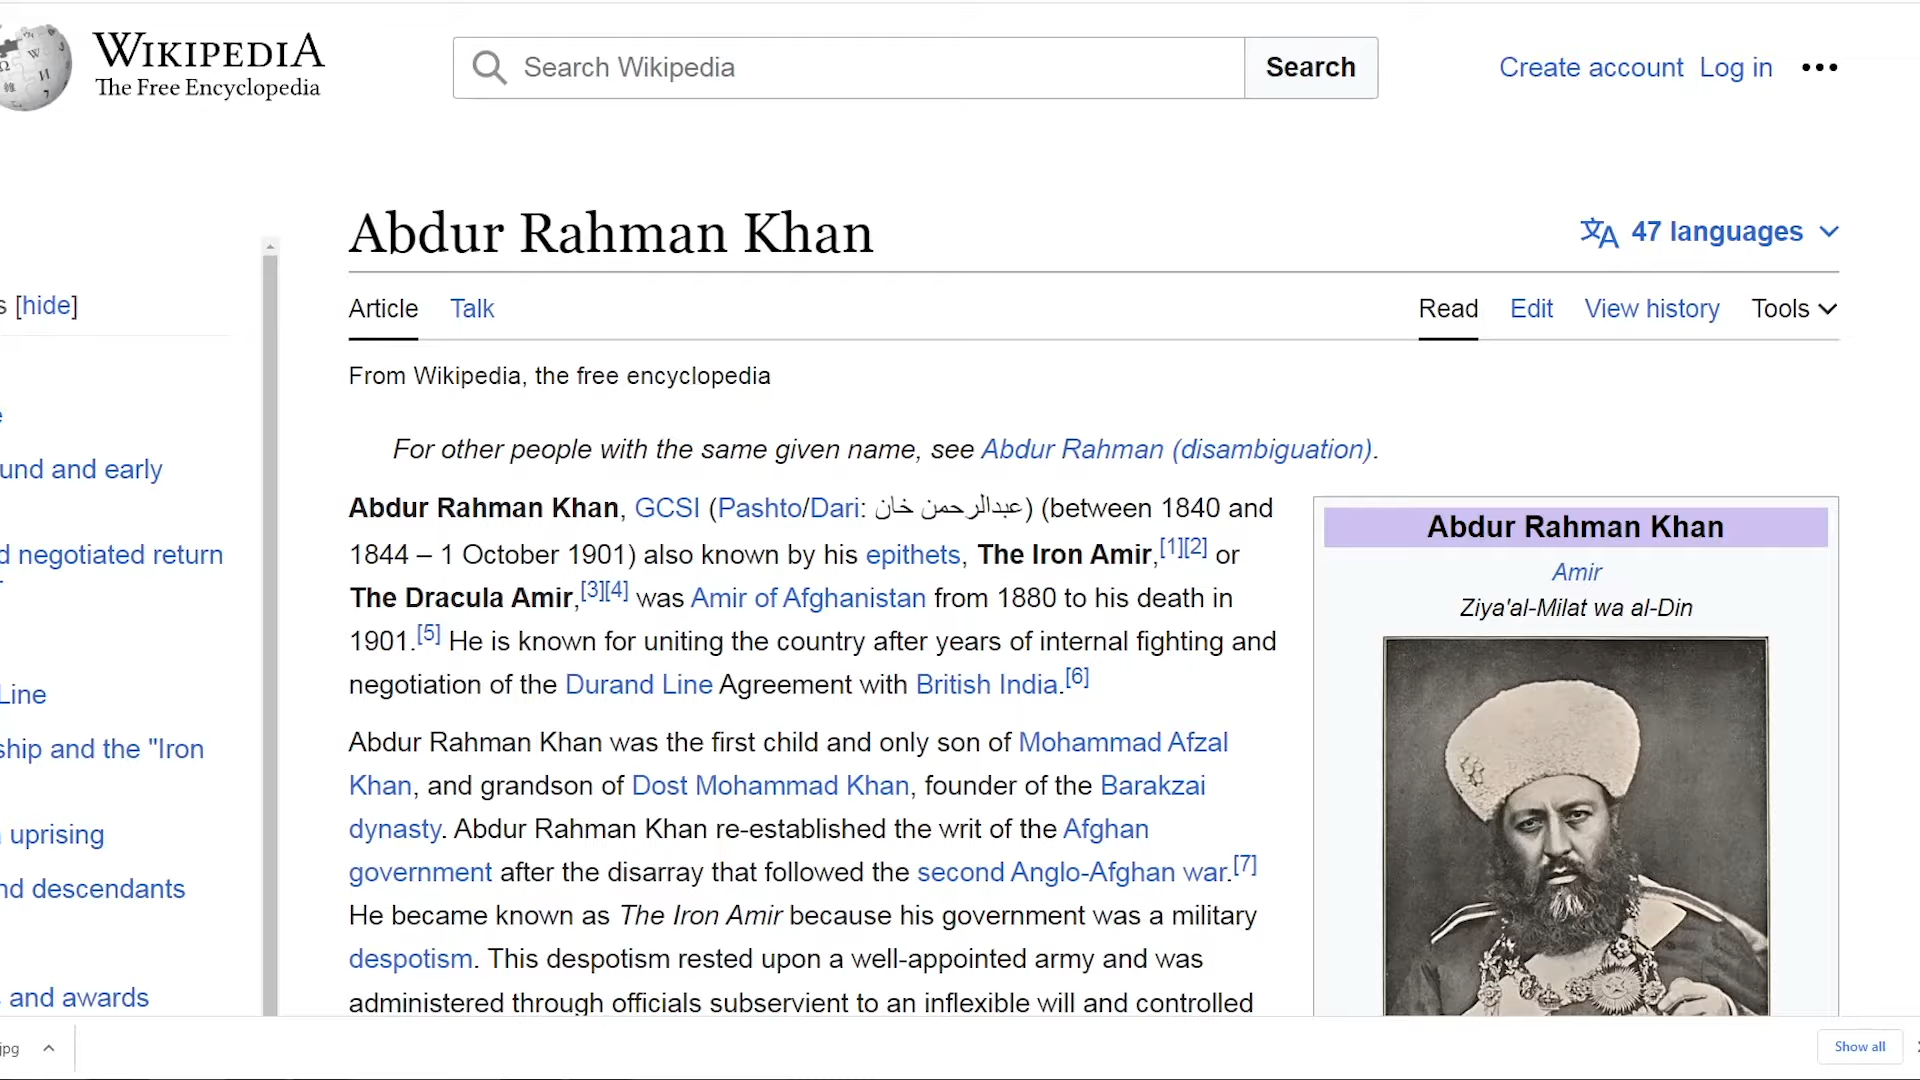 WIKIPEDIA
The Free Encyclopedia
Search Wikipedia
Search
Create account Log in
Abdur Rahman Khan
文A 47 languages
s [hide]
Article Talk
Read Edit View history Tools
From Wikipedia, the free encyclopedia
e
For other people with the same given name, see Abdur Rahman (disambiguation).
und and early
d negotiated return
Line
ship and the "Iron
uprising
nd descendants
and awards
Abdur Rahman Khan, GCSI (Pashto/Dari: عبدالرحمن خان) (between 1840 and
1844 – 1 October 1901) also known by his epithets, The Iron Amir,[1][2] or
The Dracula Amir,[3][4] was Amir of Afghanistan from 1880 to his death in
1901.[5] He is known for uniting the country after years of internal fighting and
negotiation of the Durand Line Agreement with British India.[6]
Abdur Rahman Khan was the first child and only son of Mohammad Afzal
Khan, and grandson of Dost Mohammad Khan, founder of the Barakzai
dynasty. Abdur Rahman Khan re-established the writ of the Afghan
government after the disarray that followed the second Anglo-Afghan war.[7]
He became known as The Iron Amir because his government was a military
despotism. This despotism rested upon a well-appointed army and was
administered through officials subservient to an inflexible will and controlled
Abdur Rahman Khan
Amir
Ziya'al-Milat wa al-Din
jpg
Show all